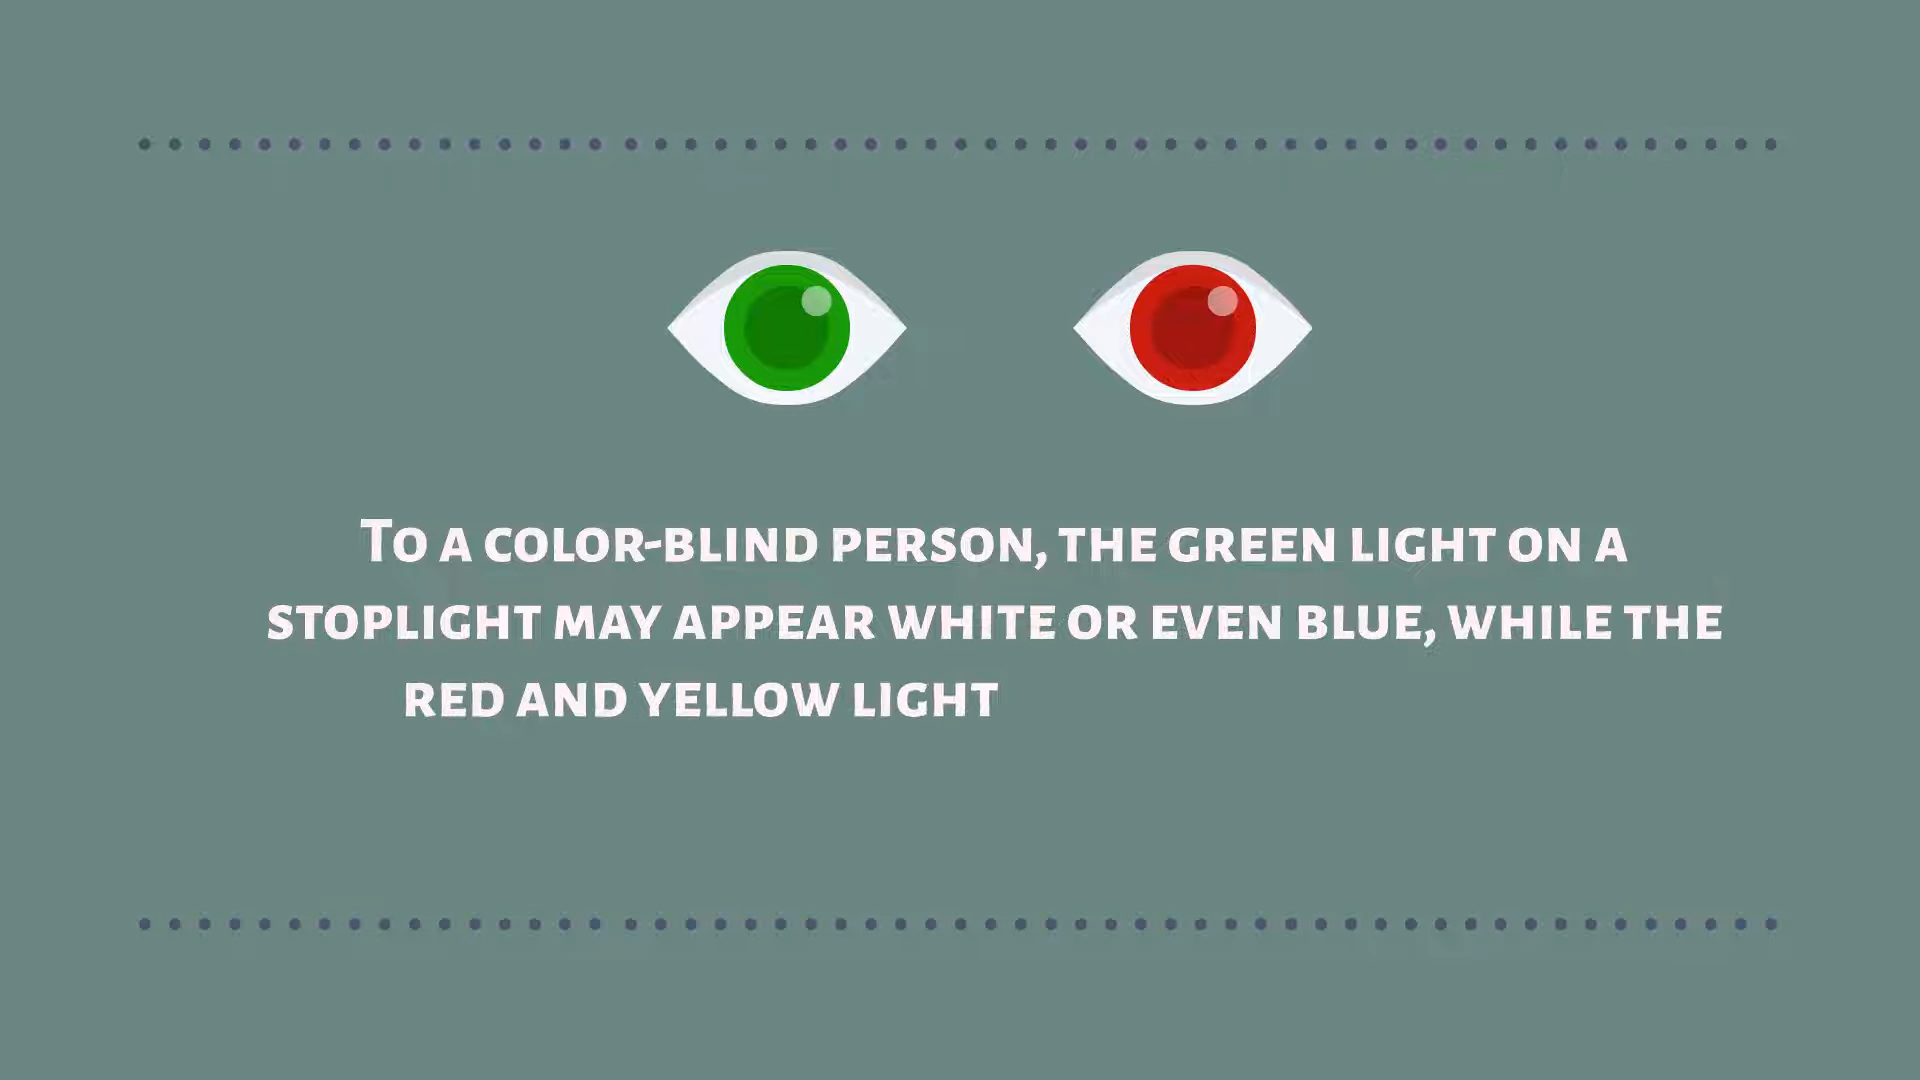 To a color-blind person, the green light on a
stoplight may appear white or even blue, while the
red and yellow light